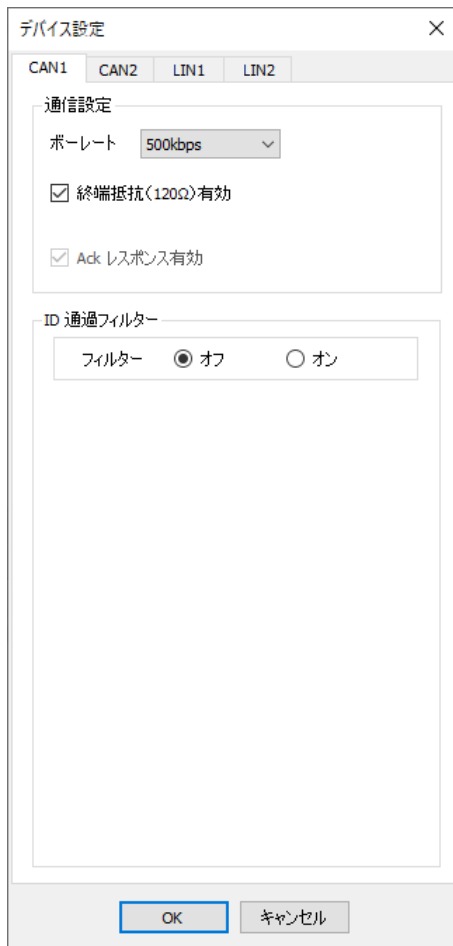 デバイス設定
CAN1 CAN2 LIN1 LIN2
通信設定
ボーレート 500kbps
終端抵抗(120Ω)有効
Ack レスポンス有効
ID 通過フィルター
フィルター オフ オン
OK キャンセル